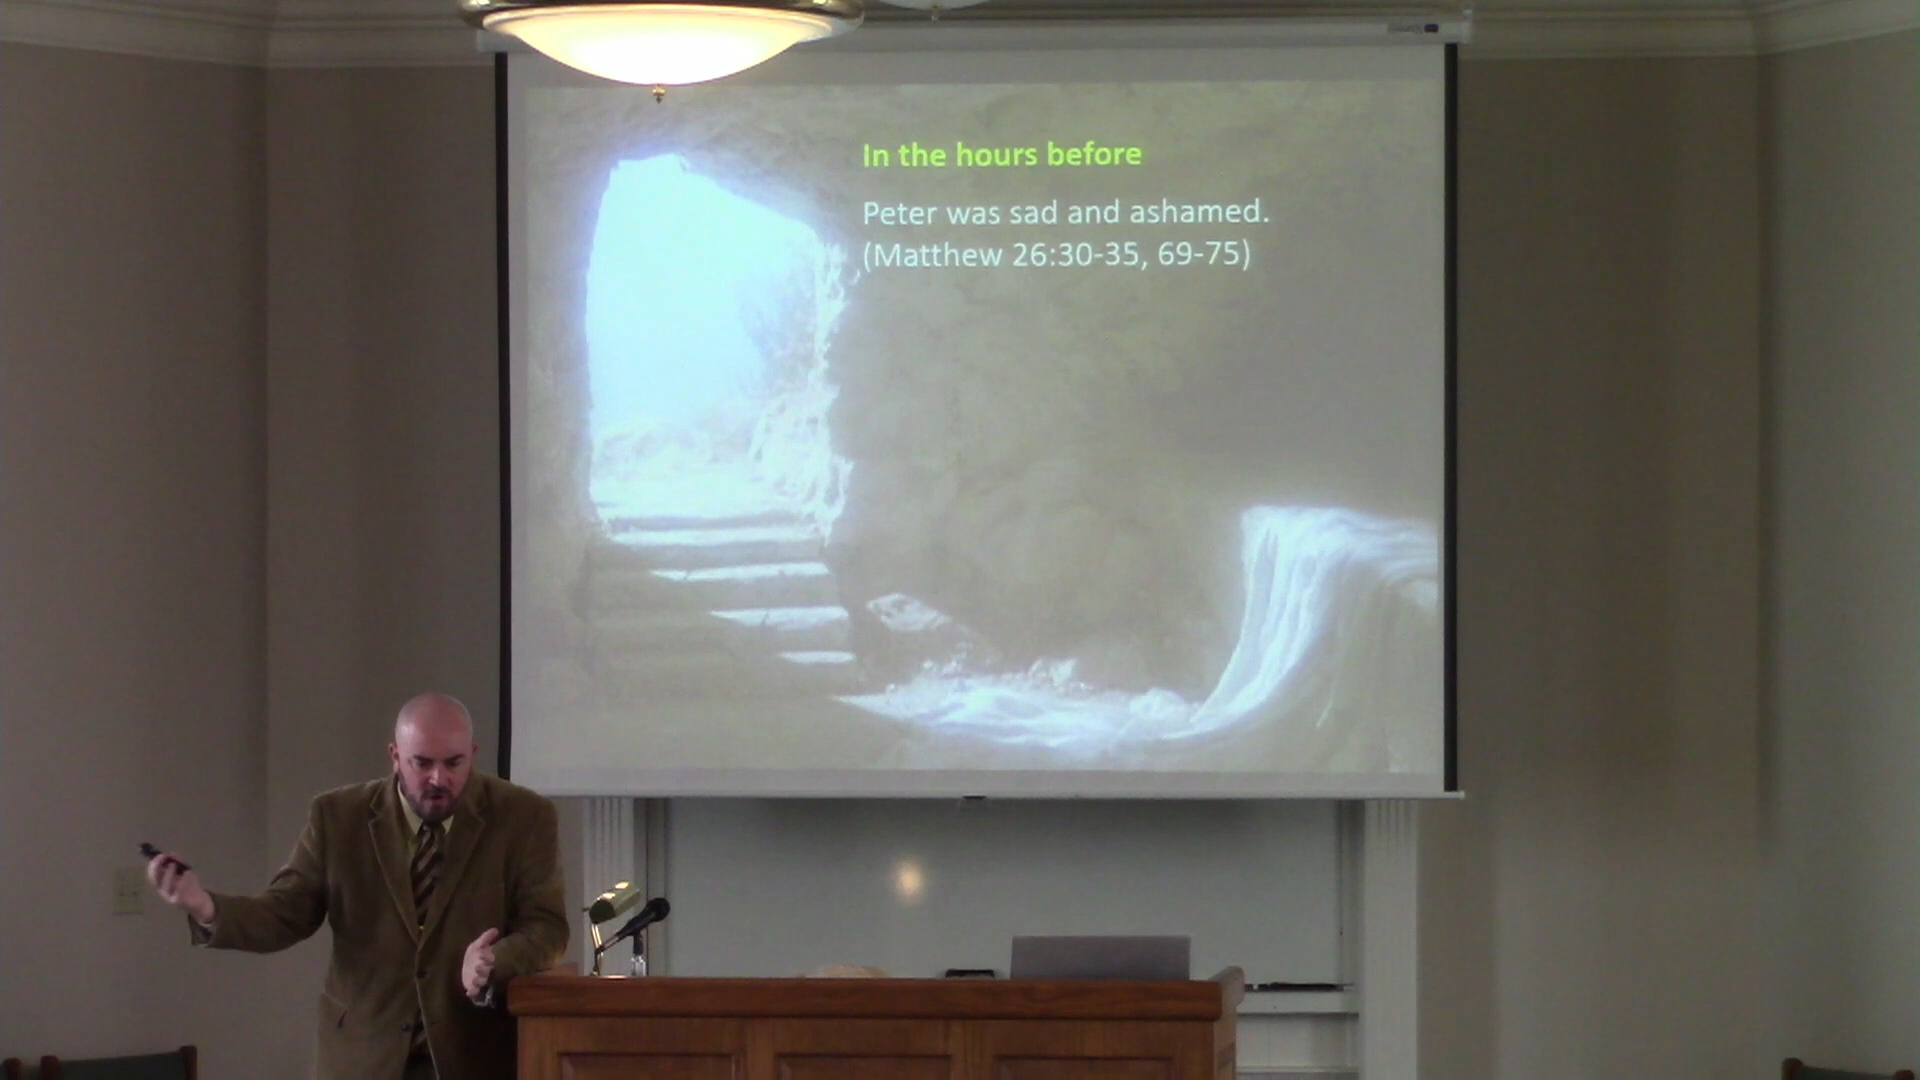 In the hours before
Peter was sad and ashamed.
(Matthew 26:30-35, 69-75)